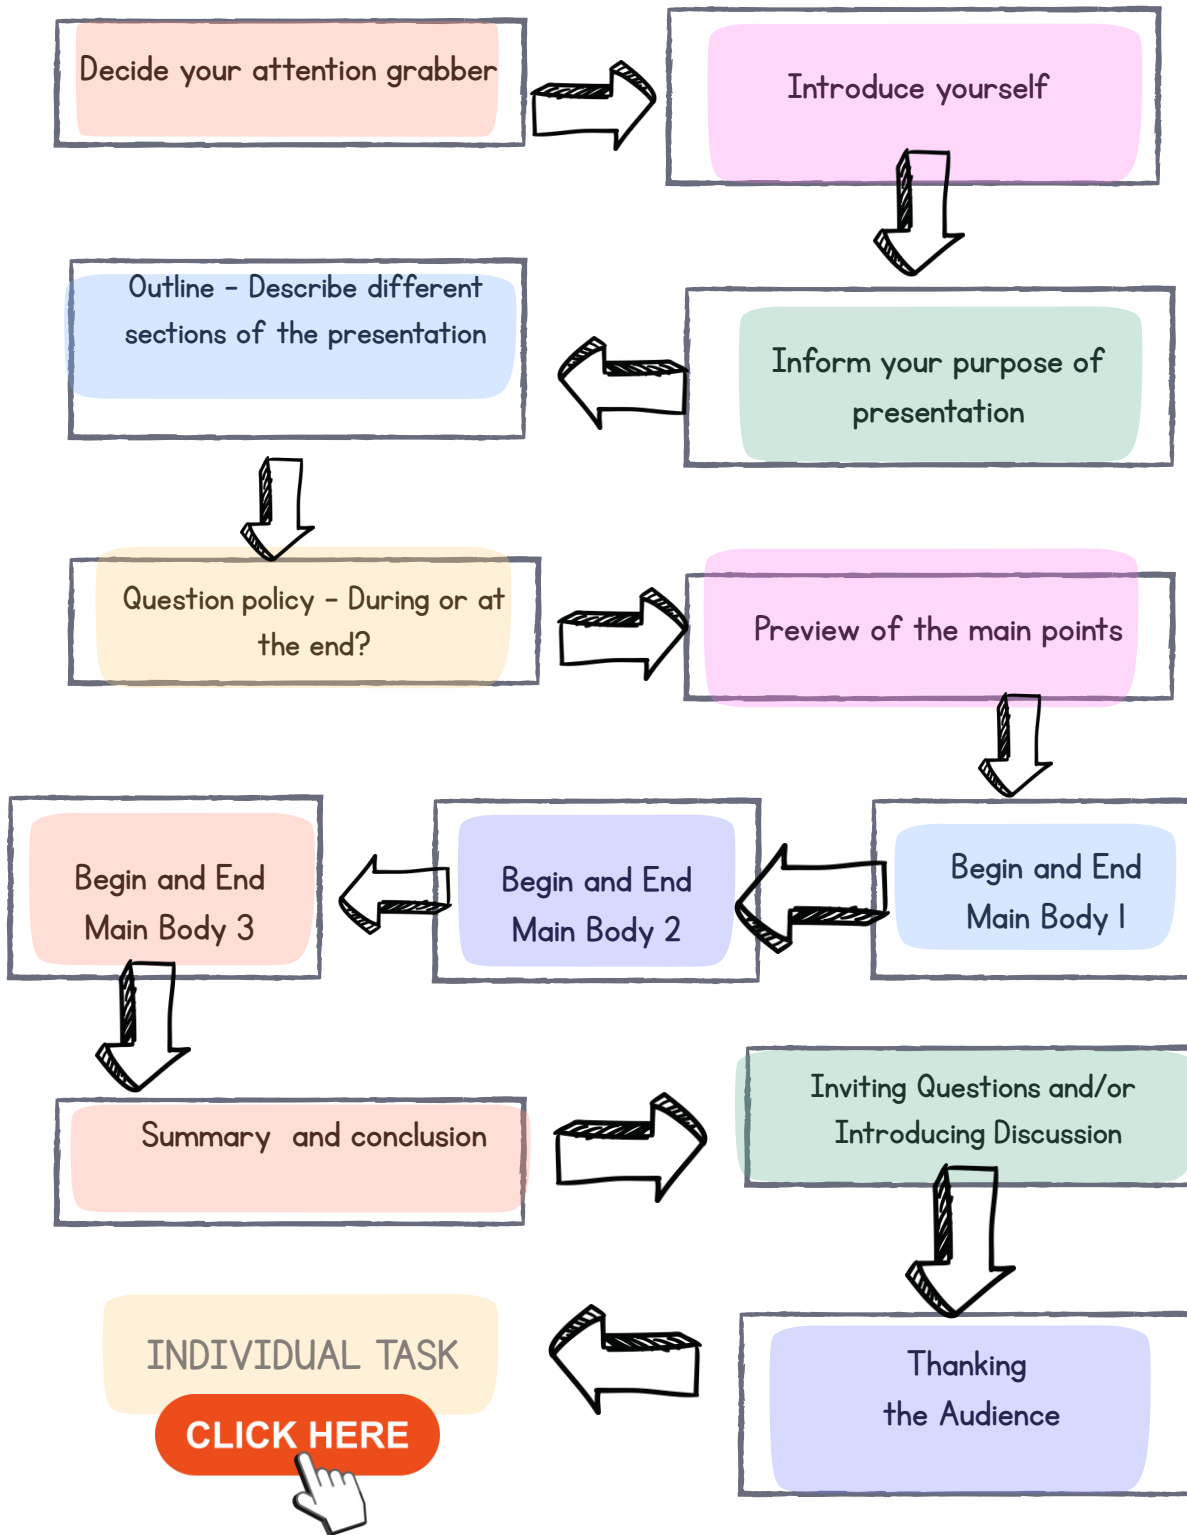 Decide your attention grabber
Introduce yourself
Inform your purpose of
presentation
Outline - Describe different
sections of the presentation
Question policy - During or at
the end?
Preview of the main points
Begin and End
Main Body 1
Begin and End
Main Body 2
Begin and End
Main Body 3
Summary and conclusion
Inviting Questions and/or
Introducing Discussion
Thanking
the Audience
INDIVIDUAL TASK
CLICK HERE